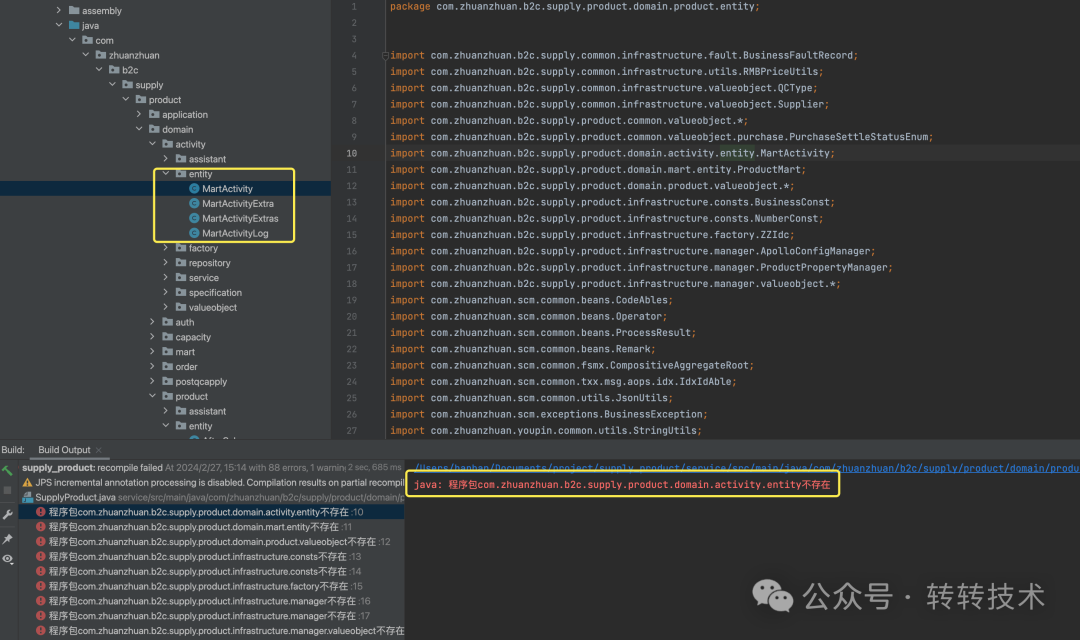 assembly
java
com
zhuanzhuan
b2c
supply
product
application
domain
activity
assistant
entity
MartActivity
MartActivityExtra
MartActivityExtras
MartActivityLog
factory
repository
service
specification
valueobject
auth
capacity
mart
order
postqcapply
product
assistant
entity
1 package com.zhuanzhuan.b2c.supply.product.domain.product.entity;
2
3
4 import com.zhuanzhuan.b2c.supply.common.infrastructure.fault.BusinessFaultRecord;
5 import com.zhuanzhuan.b2c.supply.common.infrastructure.utils.RMBPriceUtils;
6 import com.zhuanzhuan.b2c.supply.common.infrastructure.valueobject.QCType;
7 import com.zhuanzhuan.b2c.supply.common.infrastructure.valueobject.Supplier;
8 import com.zhuanzhuan.b2c.supply.product.common.valueobject.*;
9 import com.zhuanzhuan.b2c.supply.product.common.valueobject.purchase.PurchaseSettleStatusEnum;
10 import com.zhuanzhuan.b2c.supply.product.domain.activity.entity.MartActivity;
11 import com.zhuanzhuan.b2c.supply.product.domain.mart.entity.ProductMart;
12 import com.zhuanzhuan.b2c.supply.product.domain.product.valueobject.*;
13 import com.zhuanzhuan.b2c.supply.product.infrastructure.consts.BusinessConst;
14 import com.zhuanzhuan.b2c.supply.product.infrastructure.consts.NumberConst;
15 import com.zhuanzhuan.b2c.supply.product.infrastructure.factory.ZZIdc;
16 import com.zhuanzhuan.b2c.supply.product.infrastructure.manager.ApolloConfigManager;
17 import com.zhuanzhuan.b2c.supply.product.infrastructure.manager.ProductPropertyManager;
18 import com.zhuanzhuan.b2c.supply.product.infrastructure.manager.valueobject.*;
19 import com.zhuanzhuan.scm.common.beans.CodeAbles;
20 import com.zhuanzhuan.scm.common.beans.Operator;
21 import com.zhuanzhuan.scm.common.beans.ProcessResult;
22 import com.zhuanzhuan.scm.common.beans.Remark;
23 import com.zhuanzhuan.scm.common.fsmx.CompositiveAggregateRoot;
24 import com.zhuanzhuan.scm.common.txx.msg.aops.idx.IdxIdAble;
25 import com.zhuanzhuan.scm.common.utils.JsonUtils;
26 import com.zhuanzhuan.scm.exceptions.BusinessException;
27 import com.zhuanzhuan.youpin.common.utils.StringUtils;
Build: Build Output
supply_product: recompile failed At 2024/2/27, 15:14 with 88 errors, 1 warning 2 sec, 685 ms
JPS incremental annotation processing is disabled. Compilation results on partial recompil
SupplyProduct.java service/src/main/java/com/zhuanzhuan/b2c/supply/product/domain/p
程序包com.zhuanzhuan.b2c.supply.product.domain.activity.entity不存在 :10
程序包com.zhuanzhuan.b2c.supply.product.domain.mart.entity不存在 :11
程序包com.zhuanzhuan.b2c.supply.product.domain.product.valueobject不存在 :12
程序包com.zhuanzhuan.b2c.supply.product.infrastructure.consts不存在 :13
程序包com.zhuanzhuan.b2c.supply.product.infrastructure.consts不存在 :14
程序包com.zhuanzhuan.b2c.supply.product.infrastructure.factory不存在 :15
程序包com.zhuanzhuan.b2c.supply.product.infrastructure.manager不存在 :16
程序包com.zhuanzhuan.b2c.supply.product.infrastructure.manager不存在 :17
程序包com.zhuanzhuan.b2c.supply.product.infrastructure.manager.valueobject不存在
/Documents/project/supply_product/service/src/main/java/com/zhuanzhuan/b2c/supply/product/domain/produ
java: 程序包com.zhuanzhuan.b2c.supply.product.domain.activity.entity不存在
公众号 · 转转技术